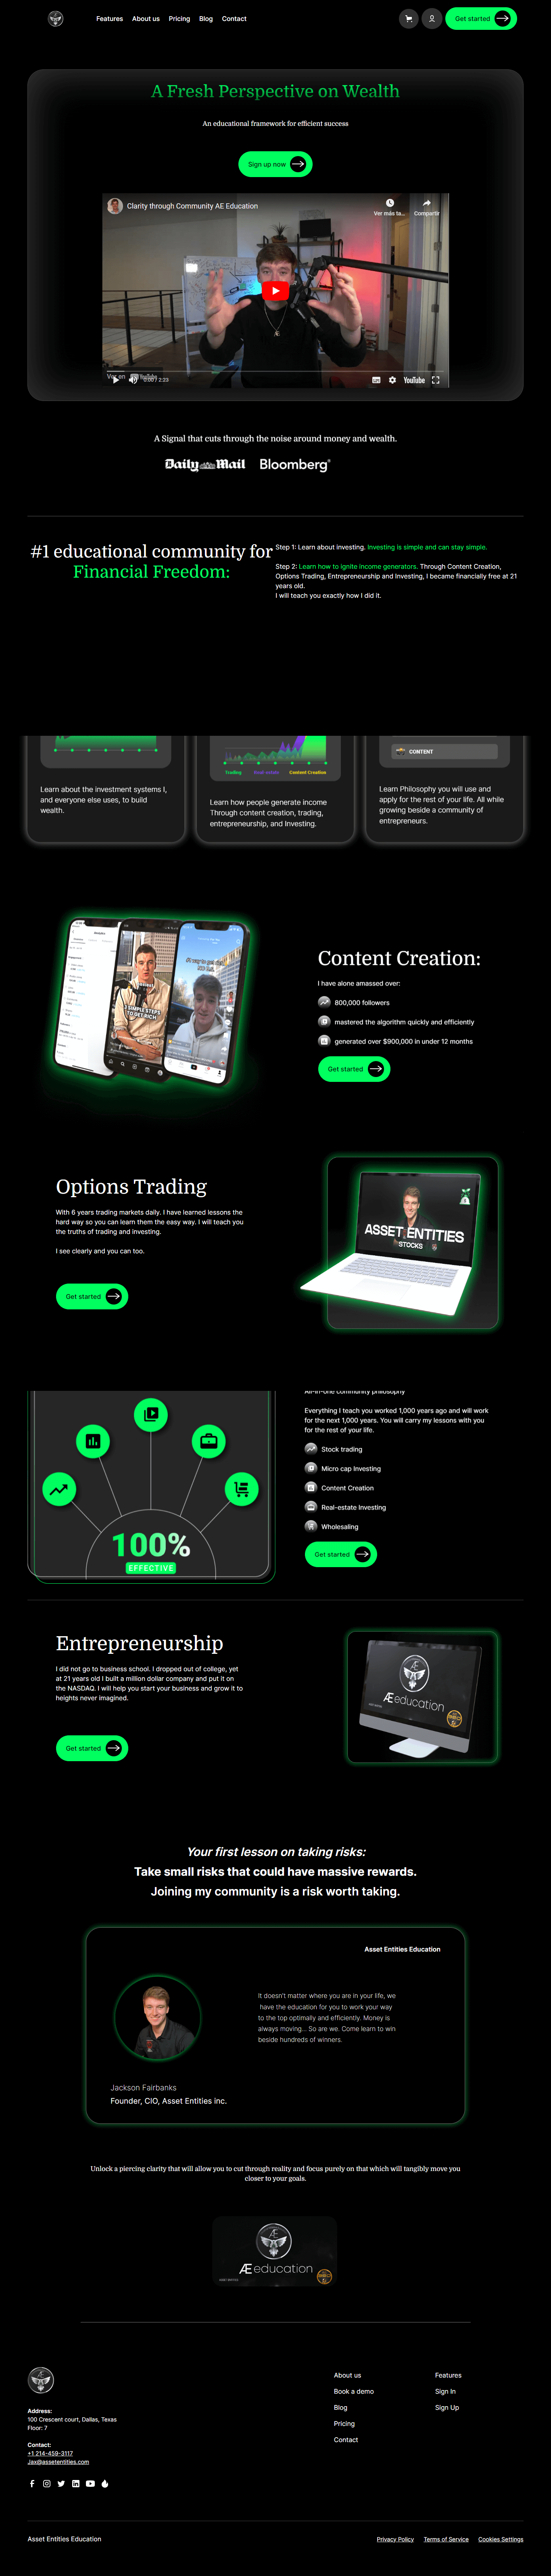 Features About us Pricing Blog Contact
Get started
A Fresh Perspective on Wealth
An educational framework for efficient success
Sign up now
Clarity through Community AE Education
Ver más ta...
Compartir
Ver en YouTube
0:00 / 2:23
YouTube
A Signal that cuts through the noise around money and wealth.
Daily Mail
Bloomberg
#1 educational community for
Financial Freedom:
Step 1: Learn about investing. Investing is simple and can stay simple.
Step 2: Learn how to ignite income generators. Through Content Creation,
Options Trading, Entrepreneurship and Investing, I became financially free at 21
years old.
I will teach you exactly how I did it.
Learn about the investment systems I,
and everyone else uses, to build
wealth.
Trading
Real-estate
Content Creation
Learn how people generate income
Through content creation, trading,
entrepreneurship, and Investing.
CONTENT
Learn Philosophy you will use and
apply for the rest of your life. All while
growing beside a community of
entrepreneurs.
SIMPLE STEPS
TO GET RICH
Content Creation:
I have alone amassed over:
800,000 followers
mastered the algorithm quickly and efficiently
generated over $900,000 in under 12 months
Get started
Options Trading
With 6 years trading markets daily. I have learned lessons the
hard way so you can learn them the easy way. I will teach you
the truths of trading and investing.
I see clearly and you can too.
Get started
ASSET ENTITIES
STOCKS
100%
EFFECTIVE
All-in-one community philosophy
Everything I teach you worked 1,000 years ago and will work
for the next 1,000 years. You will carry my lessons with you
for the rest of your life.
Stock trading
Micro cap Investing
Content Creation
Real-estate Investing
Wholesaling
Get started
Entrepreneurship
I did not go to business school. I dropped out of college, yet
at 21 years old I built a million dollar company and put it on
the NASDAQ. I will help you start your business and grow it to
heights never imagined.
Get started
Æ education
Your first lesson on taking risks:
Take small risks that could have massive rewards.
Joining my community is a risk worth taking.
Asset Entities Education
It doesn't matter where you are in your life, we
have the education for you to work your way
to the top optimally and efficiently. Money is
always moving... So are we. Come learn to win
beside hundreds of winners.
Jackson Fairbanks
Founder, CIO, Asset Entities inc.
Unlock a piercing clarity that will allow you to cut through reality and focus purely on that which will tangibly move you
closer to your goals.
Æ education
About us
Features
Book a demo
Sign In
Blog
Sign Up
Pricing
Contact
Address:
100 Crescent court, Dallas, Texas
Floor: 7
Contact:
+1 214-459-3117
Jax@assetentities.com
Asset Entities Education
Privacy Policy Terms of Service Cookies Settings